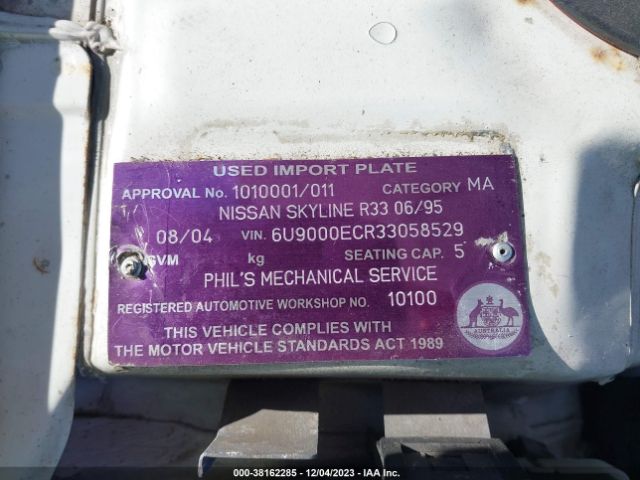 USED IMPORT PLATE
APPROVAL No. 1010001/011 CATEGORY MA
NISSAN SKYLINE R33 06/95
08/04 VIN. 6U9000ECR33058529
GVM kg SEATING CAP. 5
PHIL'S MECHANICAL SERVICE
REGISTERED AUTOMOTIVE WORKSHOP NO. 10100
AUSTRALIA
THIS VEHICLE COMPLIES WITH
THE MOTOR VEHICLE STANDARDS ACT 1989
000-38162285 - 12/04/2023 - IAA Inc.